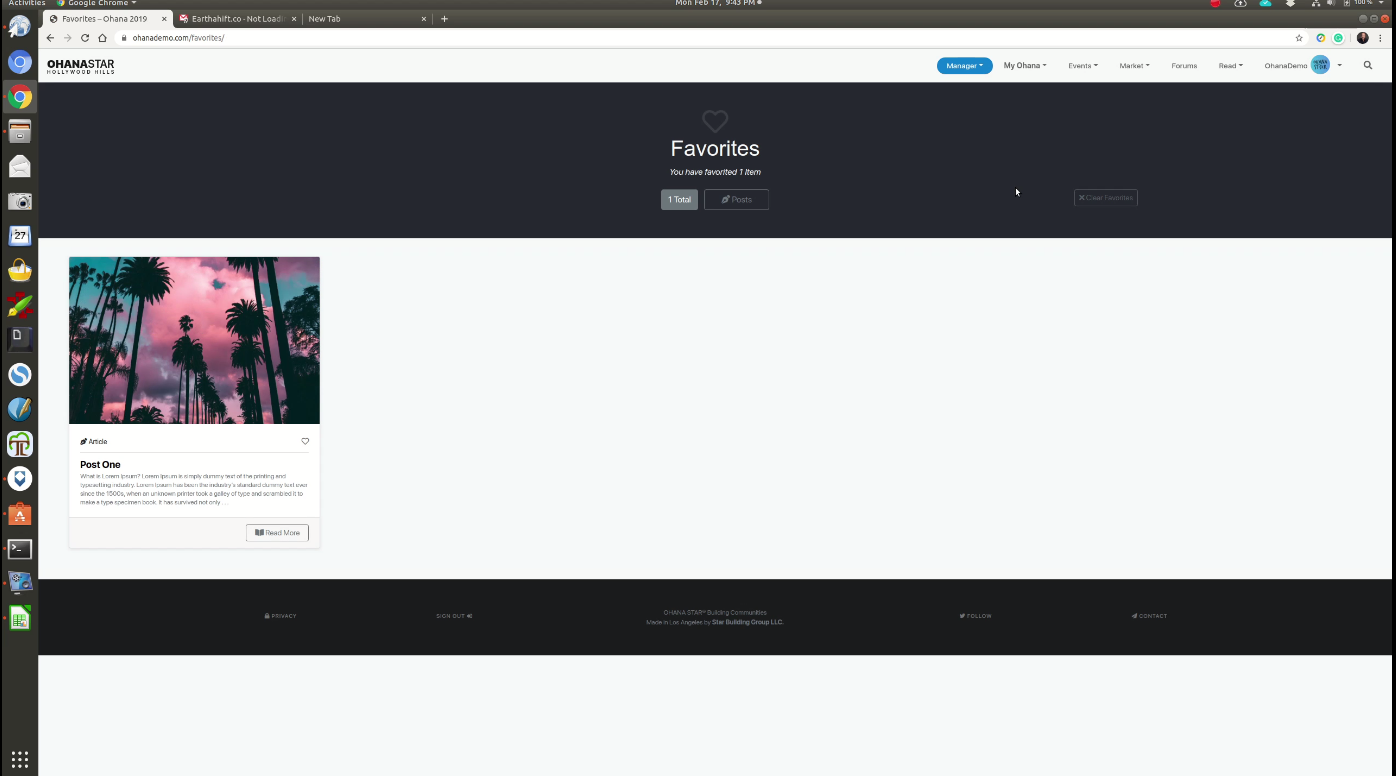 Activities Google Chrome Mon Feb 17, 9:43 PM 100 %
Favorites – Ohana 2019 Earthahift.co - Not Loadi New Tab
ohanademo.com/favorites/
OHANASTAR
HOLLYWOOD HILLS
Manager My Ohana Events Market Forums Read OhanaDemo
Favorites
You have favorited 1 Item
1 Total Posts Clear Favorites
27
Article
Post One
What is Lorem Ipsum? Lorem Ipsum is simply dummy text of the printing and
typesetting industry. Lorem Ipsum has been the industry's standard dummy text ever
since the 1500s, when an unknown printer took a galley of type and scrambled it to
make a type specimen book. It has survived not only ...
Read More
PRIVACY SIGN OUT OHANA STAR® Building Communities FOLLOW CONTACT
Made in Los Angeles by Star Building Group LLC.